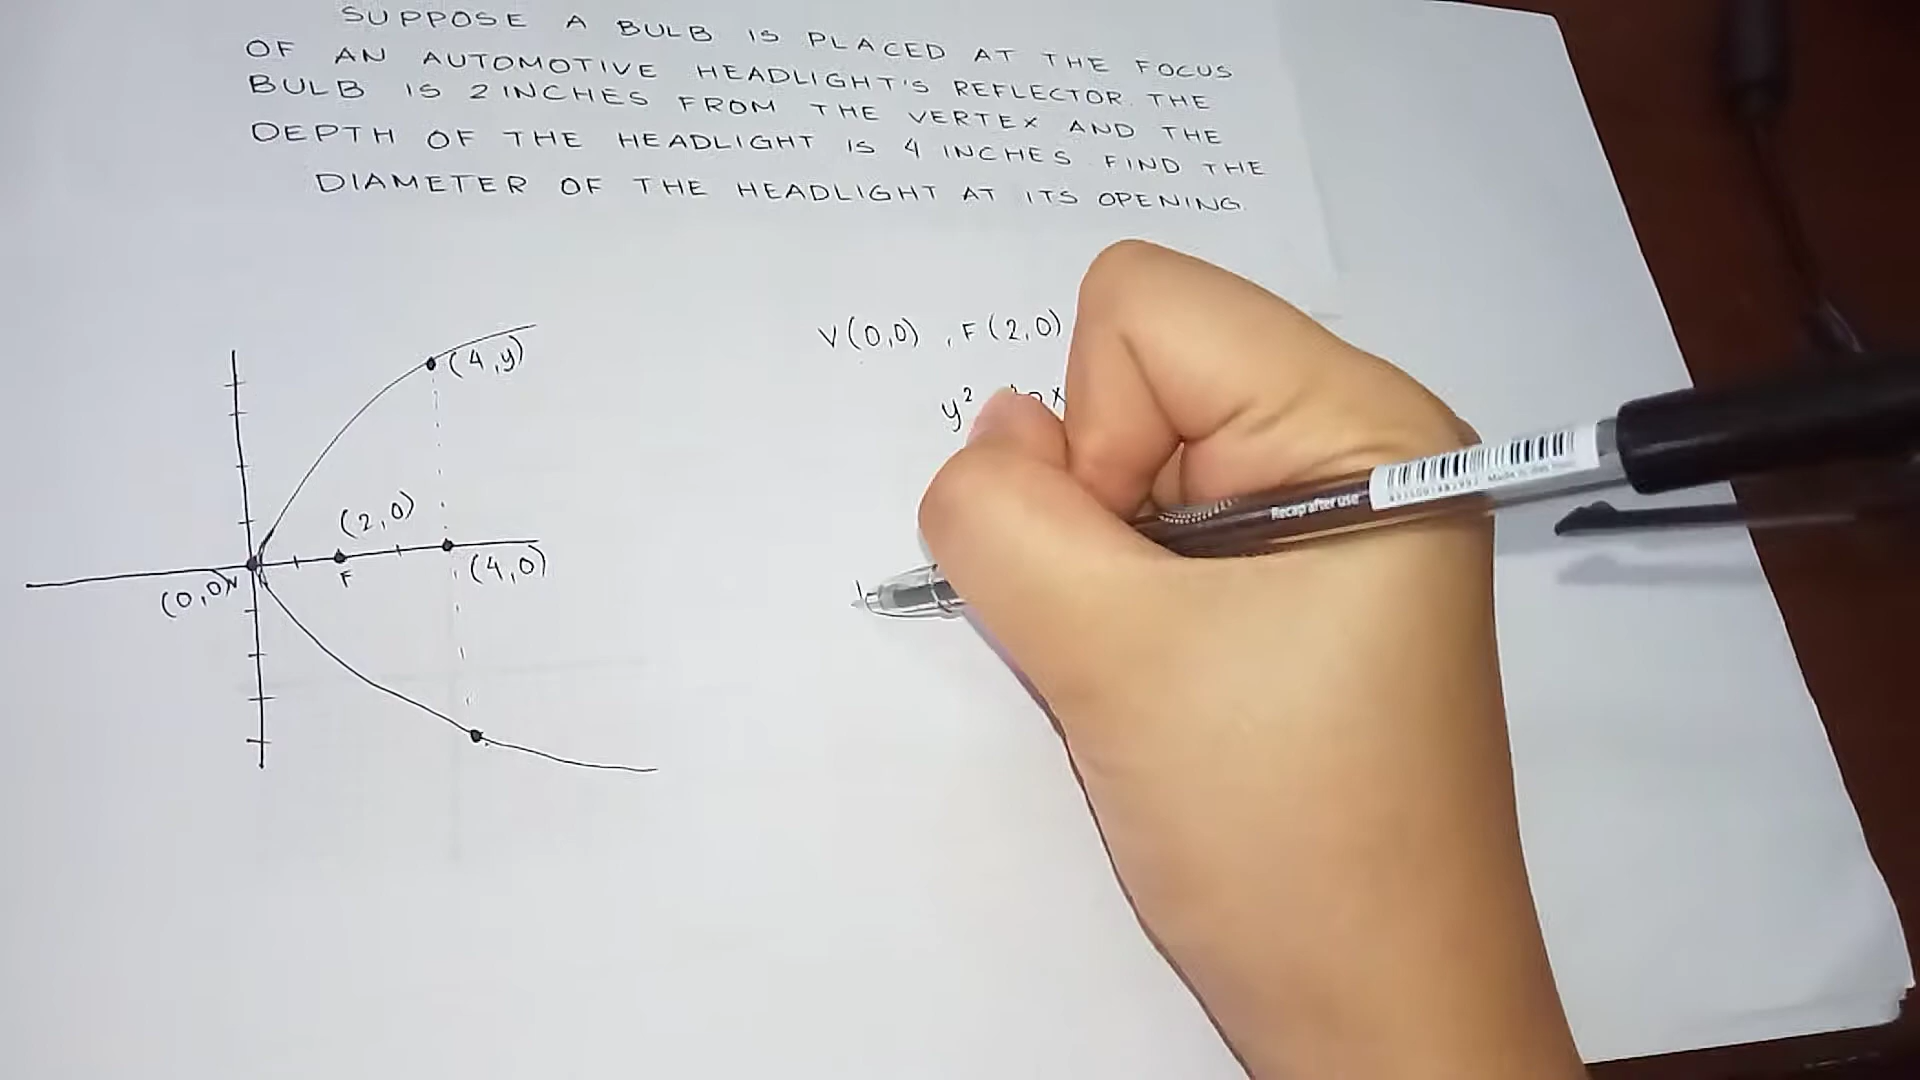 SUPPOSE A BULB IS PLACED AT THE FOCUS
OF AN AUTOMOTIVE HEADLIGHT'S REFLECTOR. THE
BULB IS 2 INCHES FROM THE VERTEX AND THE
DEPTH OF THE HEADLIGHT IS 4 INCHES. FIND THE
DIAMETER OF THE HEADLIGHT AT ITS OPENING.
V(0,0) , F(2,0)
(4,y)
y²
x
(2,0)
F
(4,0)
(0,0)
V
Recap after use